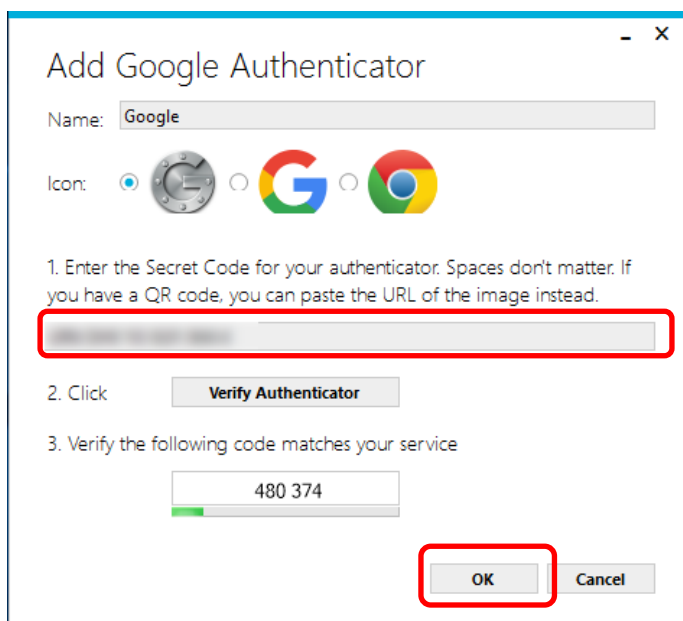 Add Google Authenticator
Name: Google
Icon:
1. Enter the Secret Code for your authenticator. Spaces don't matter. If
you have a QR code, you can paste the URL of the image instead.
2. Click Verify Authenticator
3. Verify the following code matches your service
480 374
OK Cancel